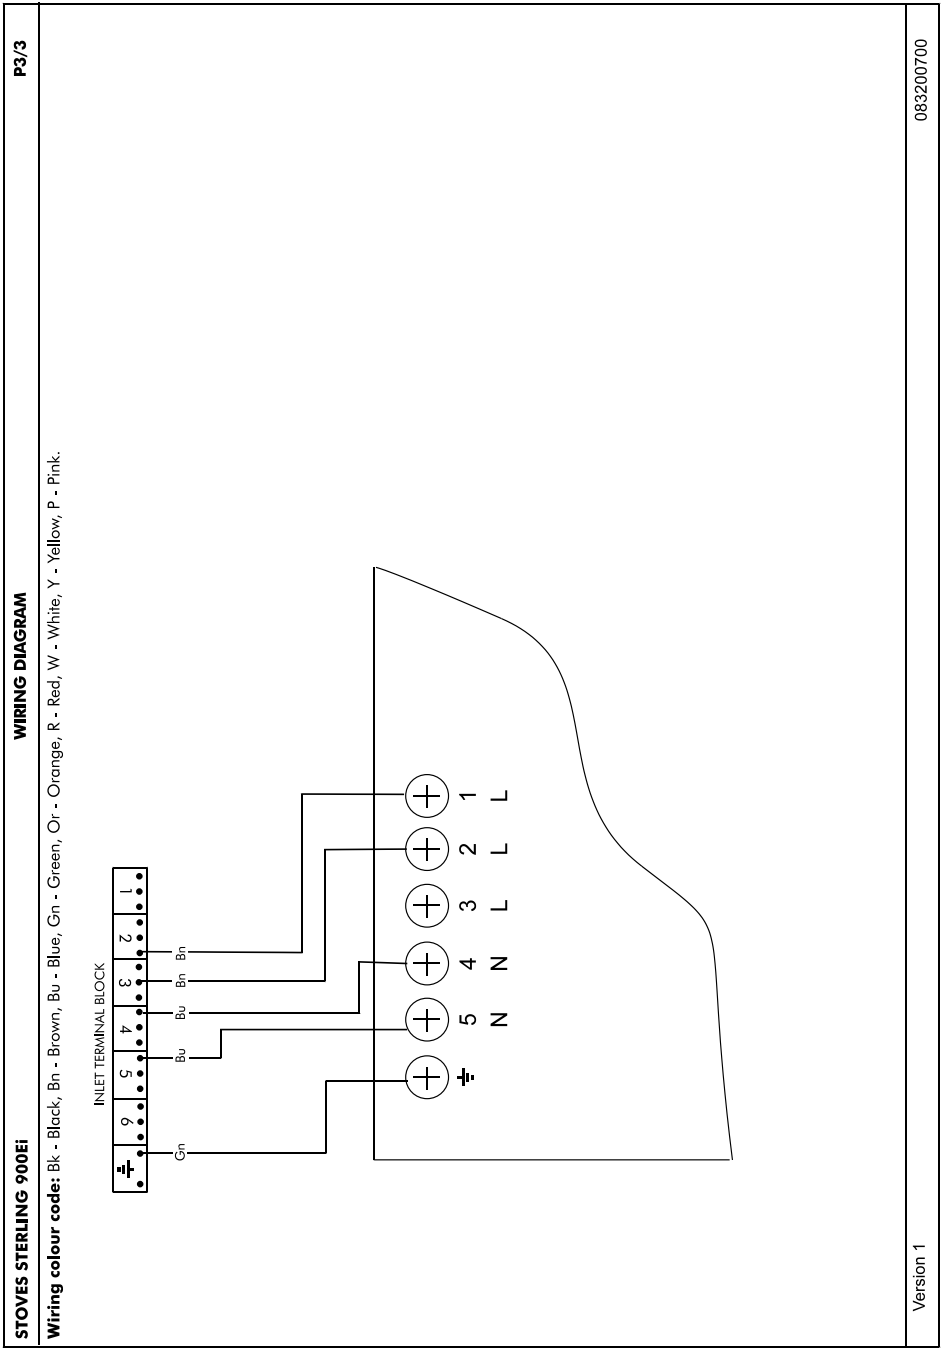 STOVES STERLING 900Ei WIRING DIAGRAM P3/3
Wiring colour code: Bk - Black, Bn - Brown, Bu - Blue, Gn - Green, Or - Orange, R - Red, W - White, Y - Yellow, P - Pink.
INLET TERMINAL BLOCK
6 5 4 3 2 1
Gn Bu Bu Bn Bn
5 4 3 2 1
N N L L L
Version 1 083200700